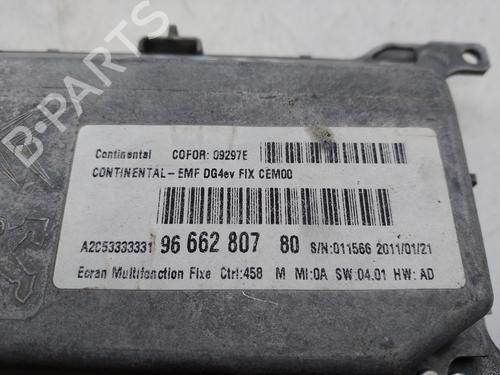 Continental COFOR: 09297E
CONTINENTAL- EMF DG4ev FIX CEM00
A2C53333331 96 662 807 80 S/N:011566 2011/01/21
Ecran Multifonction Fixe Ctrl:458 M MI:0A SW:04.01 HW: AD